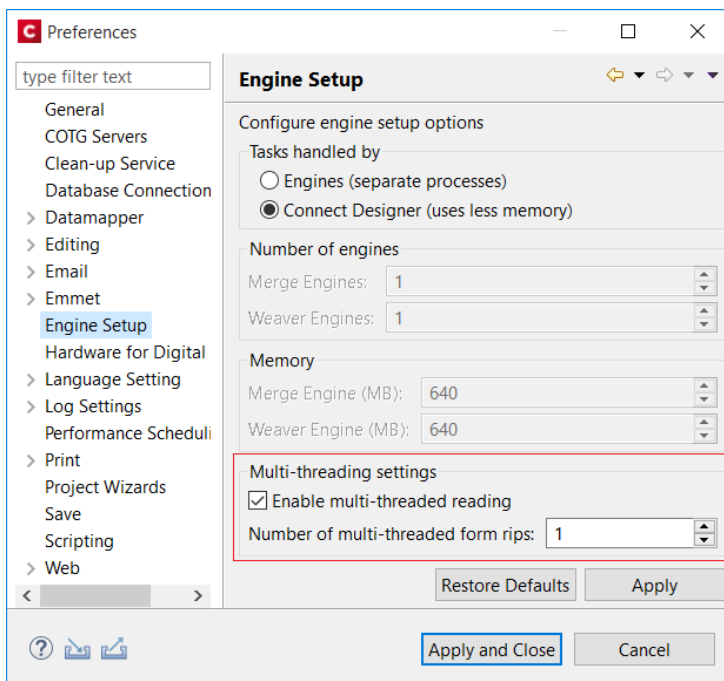 C Preferences
type filter text
General
COTG Servers
Clean-up Service
Database Connection
Datamapper
Editing
Email
Emmet
Engine Setup
Hardware for Digital
Language Setting
Log Settings
Performance Scheduli
Print
Project Wizards
Save
Scripting
Web
Engine Setup
Configure engine setup options
Tasks handled by
Engines (separate processes)
Connect Designer (uses less memory)
Number of engines
Merge Engines: 1
Weaver Engines: 1
Memory
Merge Engine (MB): 640
Weaver Engine (MB): 640
Multi-threading settings
Enable multi-threaded reading
Number of multi-threaded form rips: 1
Restore Defaults Apply
? Apply and Close Cancel